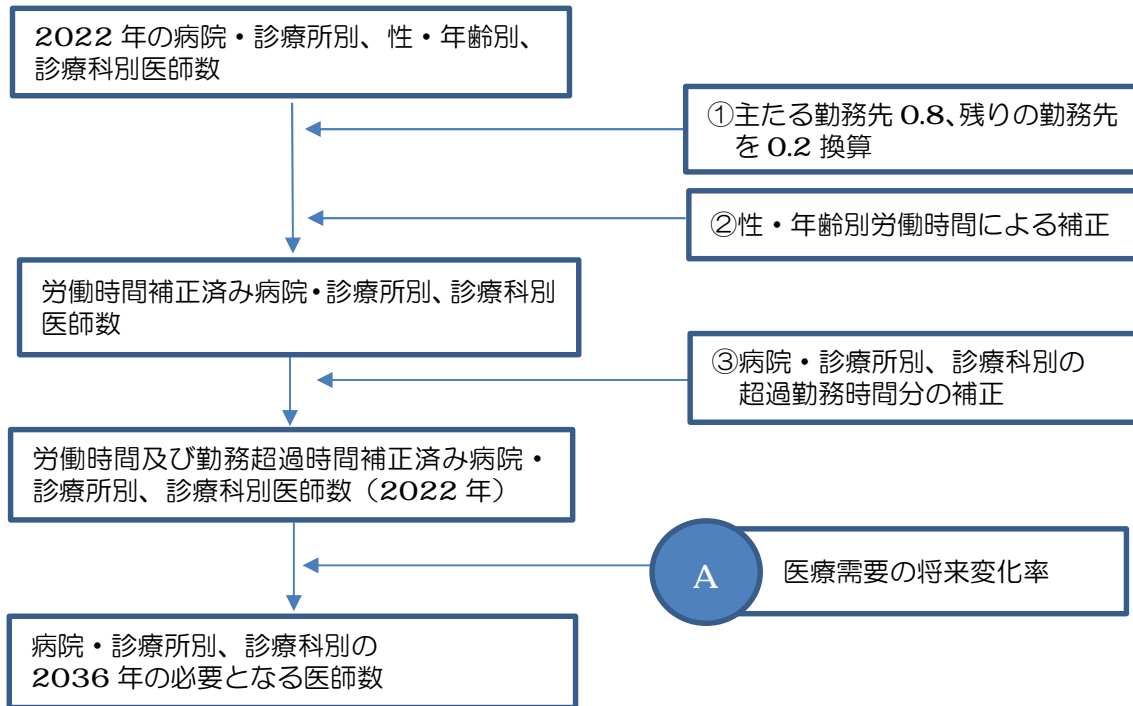 2022 年の病院・診療所別、性・年齢別、
診療科別医師数
①主たる勤務先 0.8、残りの勤務先
を 0.2 換算
②性・年齢別労働時間による補正
労働時間補正済み病院・診療所別、診療科別
医師数
③病院・診療所別、診療科別の
超過勤務時間分の補正
労働時間及び勤務超過時間補正済み病院・
診療所別、診療科別医師数（2022 年）
A
医療需要の将来変化率
病院・診療所別、診療科別の
2036 年の必要となる医師数